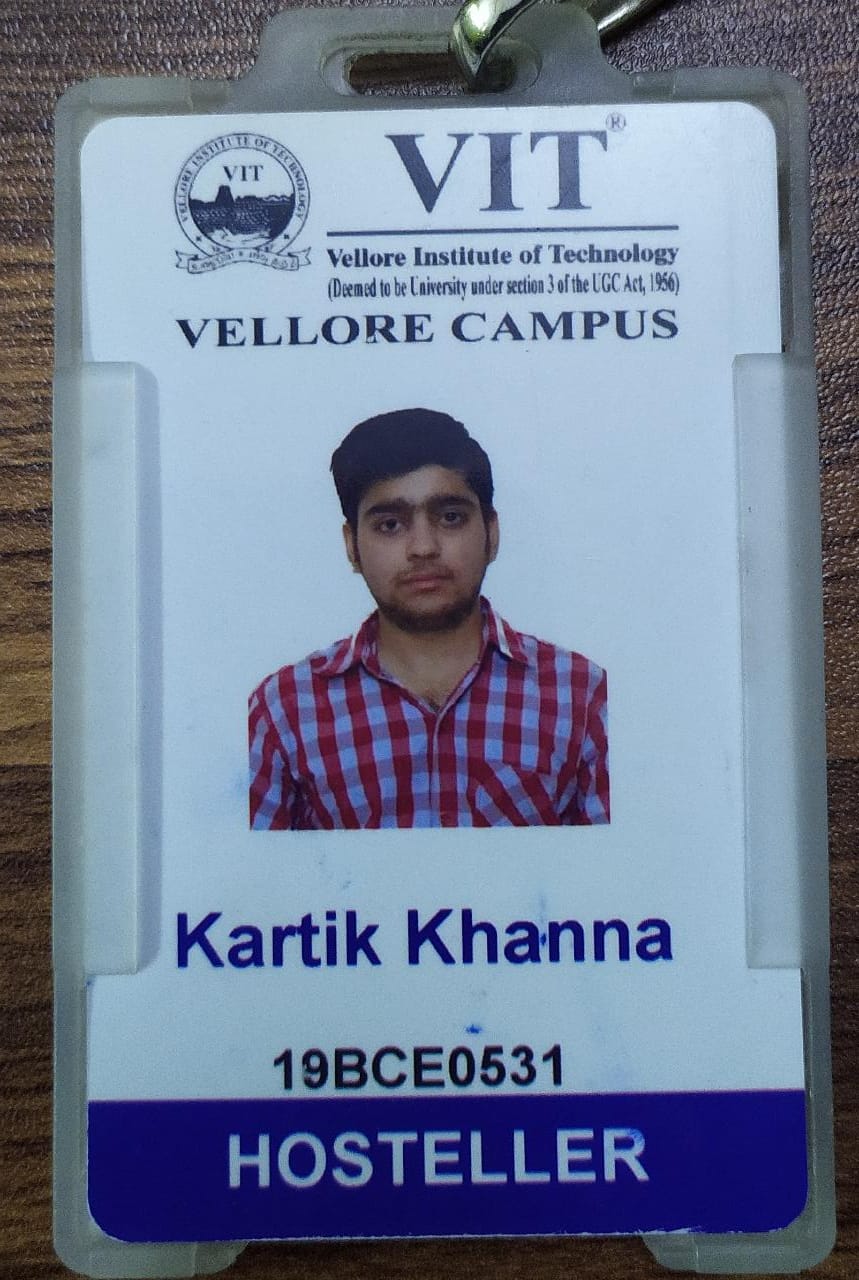 VELLORE INSTITUTE OF TECHNOLOGY
VIT
VIT®
Vellore Institute of Technology
(Deemed to be University under section 3 of the UGC Act, 1956)
VELLORE CAMPUS
Kartik Khanna
19BCE0531
HOSTELLER